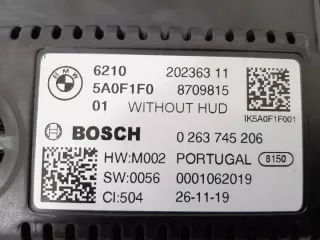 BMW
6210 202363 11
5A0F1F0 8709815
01 WITHOUT HUD
IK5A0F1F001
BOSCH 0 263 745 206
HW:M002 PORTUGAL 8150
SW:0056 0001062019
CI:504 26-11-19